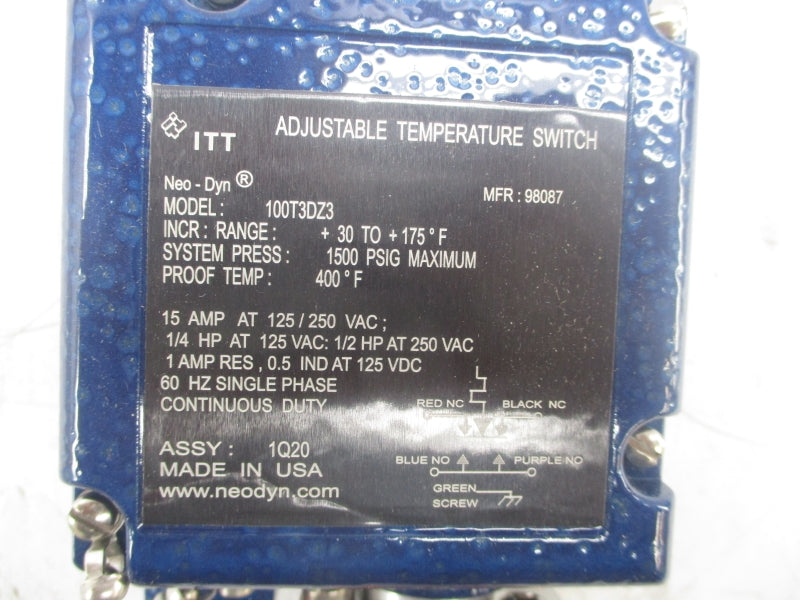 ITT
ADJUSTABLE TEMPERATURE SWITCH
Neo - Dyn ®
MFR : 98087
MODEL : 100T3DZ3
INCR : RANGE : + 30 TO + 175° F
SYSTEM PRESS : 1500 PSIG MAXIMUM
PROOF TEMP : 400° F
15 AMP AT 125 / 250 VAC ;
1/4 HP AT 125 VAC: 1/2 HP AT 250 VAC
1 AMP RES , 0.5 IND AT 125 VDC
60 HZ SINGLE PHASE
CONTINUOUS DUTY
RED NC BLACK NC
ASSY : 1Q20
MADE IN USA
www.neodyn.com
BLUE NO PURPLE NO
GREEN
SCREW